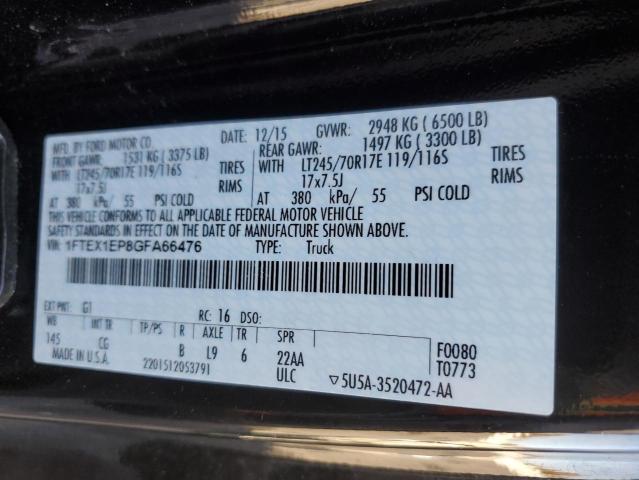 MFD. BY FORD MOTOR CO. DATE: 12/15 GVWR: 2948 KG ( 6500 LB)
FRONT GAWR: 1531 KG ( 3375 LB) REAR GAWR: 1497 KG ( 3300 LB)
WITH LT245/70R17E 119/116S TIRES WITH LT245/70R17E 119/116S TIRES
17x7.5J RIMS 17x7.5J RIMS
AT 380 kPa/ 55 PSI COLD AT 380 kPa/ 55 PSI COLD
THIS VEHICLE CONFORMS TO ALL APPLICABLE FEDERAL MOTOR VEHICLE
SAFETY STANDARDS IN EFFECT ON THE DATE OF MANUFACTURE SHOWN ABOVE.
VIN: 1FTEX1EP8GFA66476 TYPE: Truck
EXT PNT: G1 RC: 16 DSO:
WB INT TR TP/PS R AXLE TR SPR F0080
145 CG B L9 6 22AA T0773
MADE IN U.S.A. 2201512053791 ULC ▽5U5A-3520472-AA